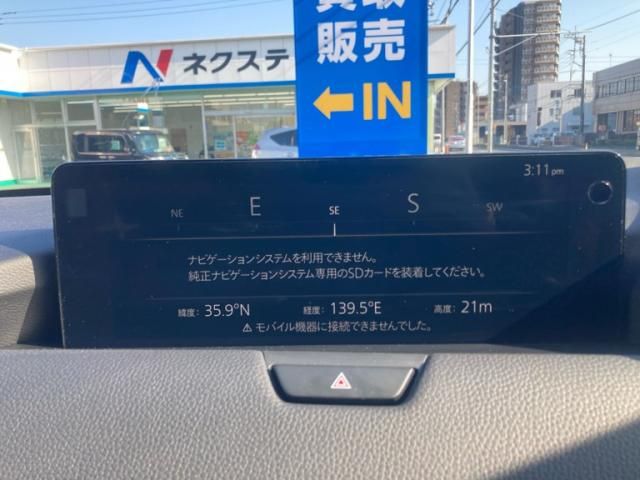 ネクステ
買取
販売
←IN
3:11pm
NE E SE S SW
ナビゲーションシステムを利用できません。
純正ナビゲーションシステム専用のSDカードを装着してください。
緯度: 35.9°N 経度: 139.5°E 高度: 21m
⚠モバイル機器に接続できませんでした。